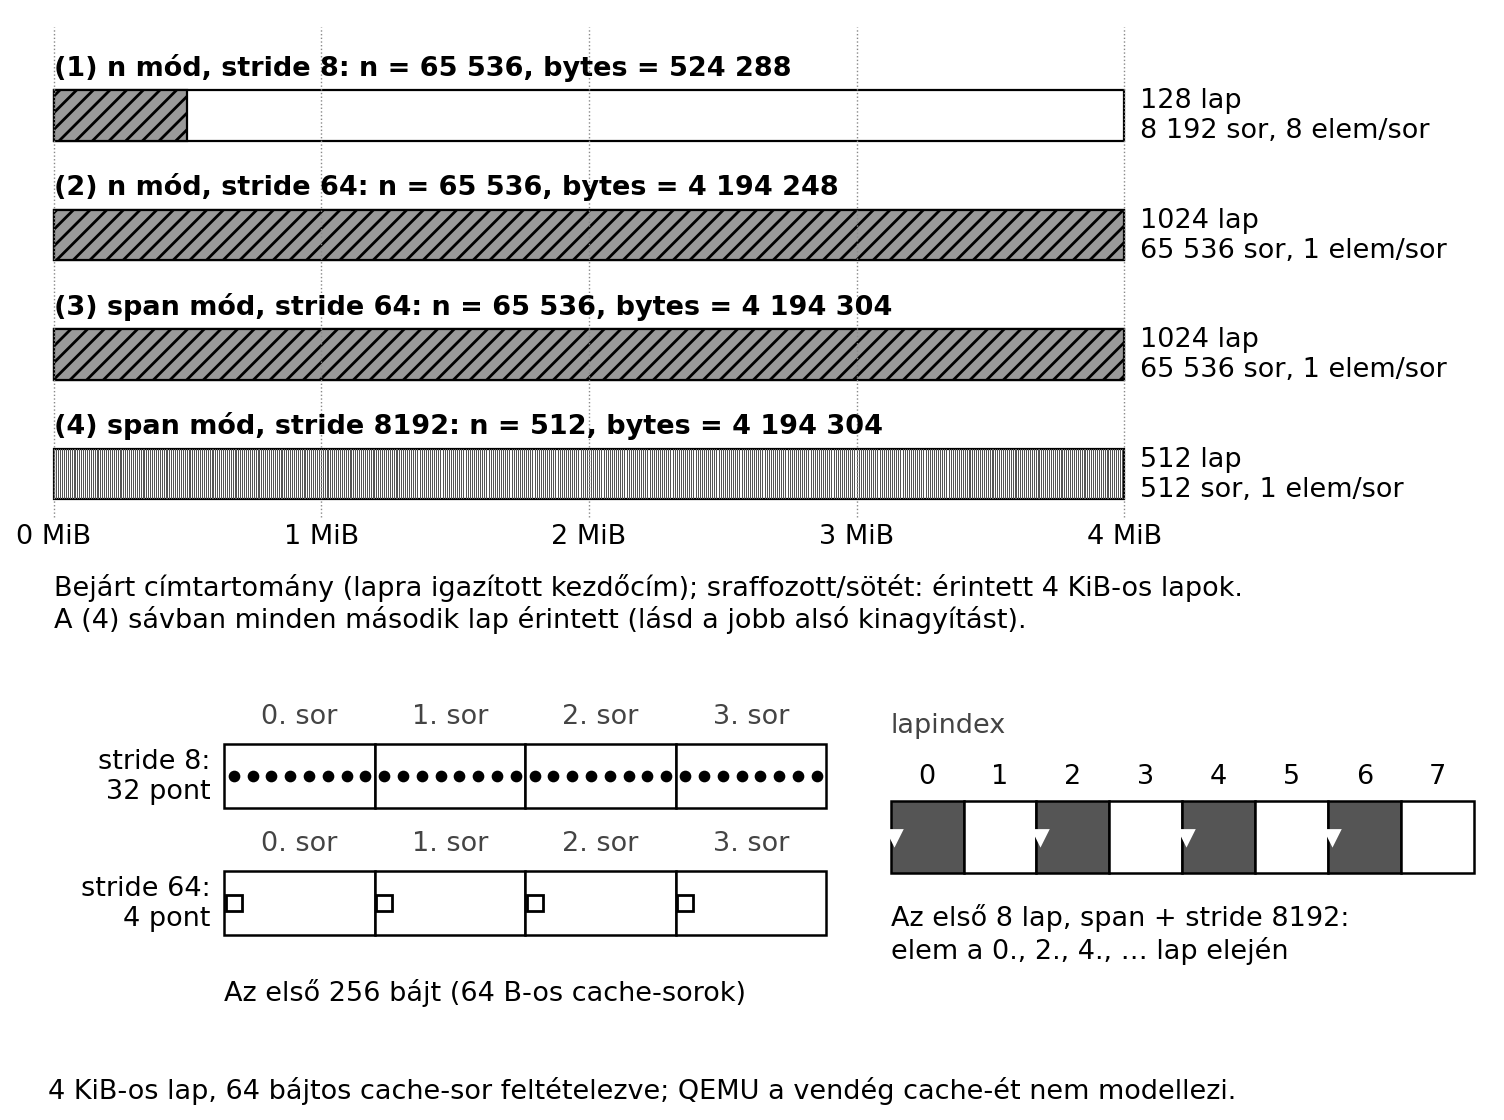 (1) n mód, stride 8: n = 65 536, bytes = 524 288
128 lap
8 192 sor, 8 elem/sor
(2) n mód, stride 64: n = 65 536, bytes = 4 194 248
1024 lap
65 536 sor, 1 elem/sor
(3) span mód, stride 64: n = 65 536, bytes = 4 194 304
1024 lap
65 536 sor, 1 elem/sor
(4) span mód, stride 8192: n = 512, bytes = 4 194 304
512 lap
512 sor, 1 elem/sor
0 MiB 1 MiB 2 MiB 3 MiB 4 MiB
Bejárt címtartomány (lapra igazított kezdőcím); sraffozott/sötét: érintett 4 KiB-os lapok.
A (4) sávban minden második lap érintett (lásd a jobb alsó kinagyítást).
0. sor 1. sor 2. sor 3. sor
stride 8:
32 pont
0. sor 1. sor 2. sor 3. sor
stride 64:
4 pont
Az első 256 bájt (64 B-os cache-sorok)
lapindex
0 1 2 3 4 5 6 7
Az első 8 lap, span + stride 8192:
elem a 0., 2., 4., … lap elején
4 KiB-os lap, 64 bájtos cache-sor feltételezve; QEMU a vendég cache-ét nem modellezi.